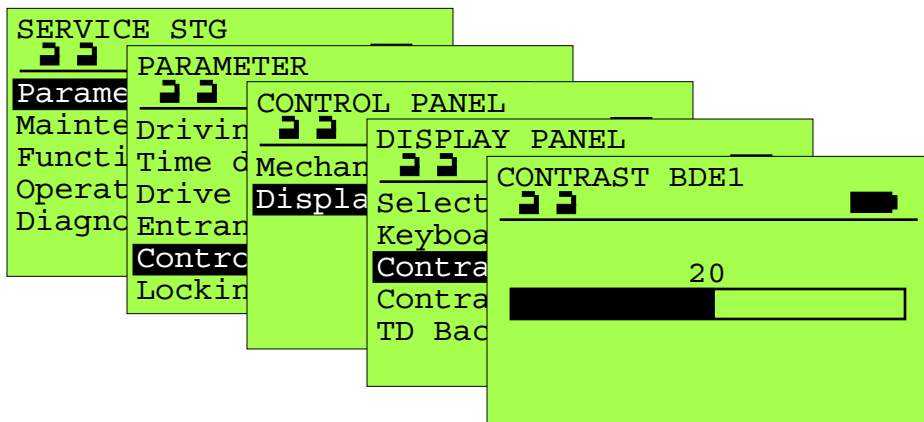 SERVICE STG
Parame
Mainte
Functi
Operat
Diagno
PARAMETER
Drivin
Time d
Drive
Entran
Contro
Lockin
CONTROL PANEL
Mechan
Displa
DISPLAY PANEL
Select
Keyboa
Contra
Contra
TD Bac
CONTRAST BDE1
20